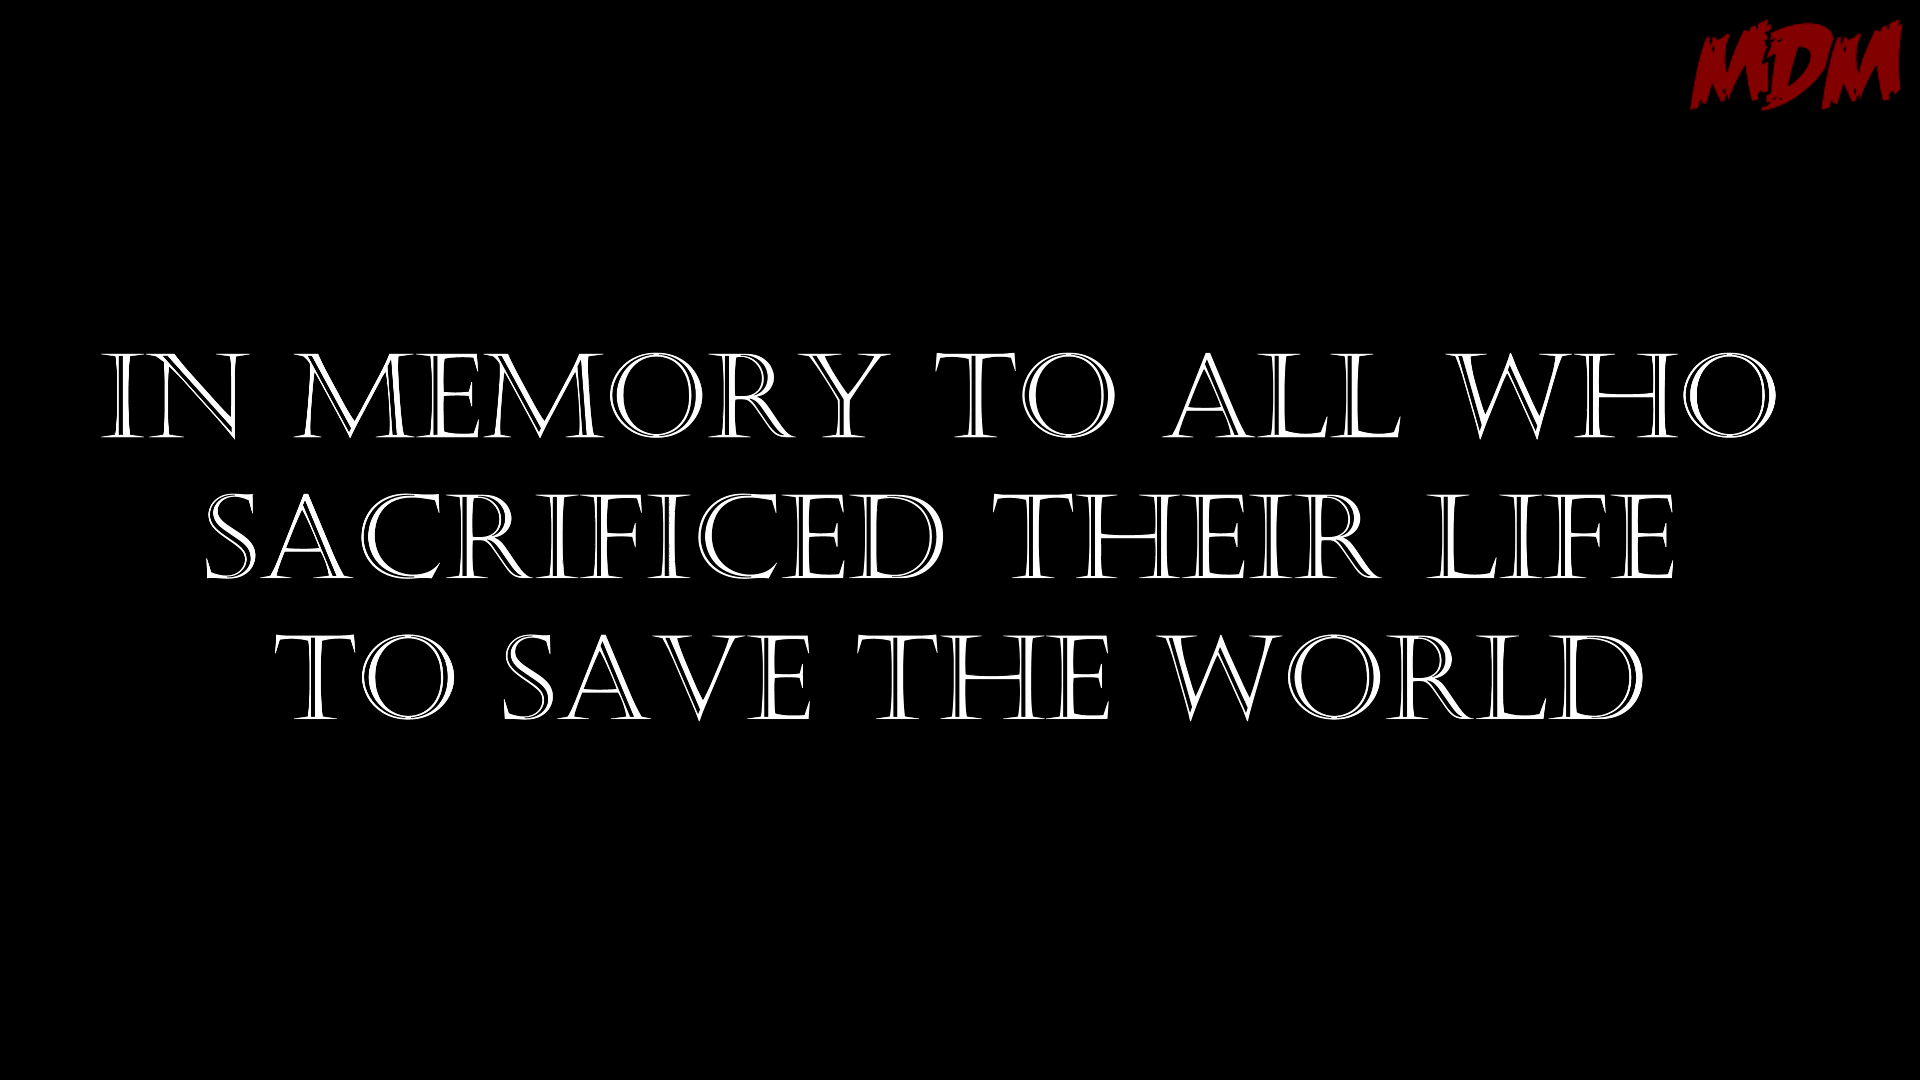 MDM
IN MEMORY TO ALL WHO
SACRIFICED THEIR LIFE
TO SAVE THE WORLD